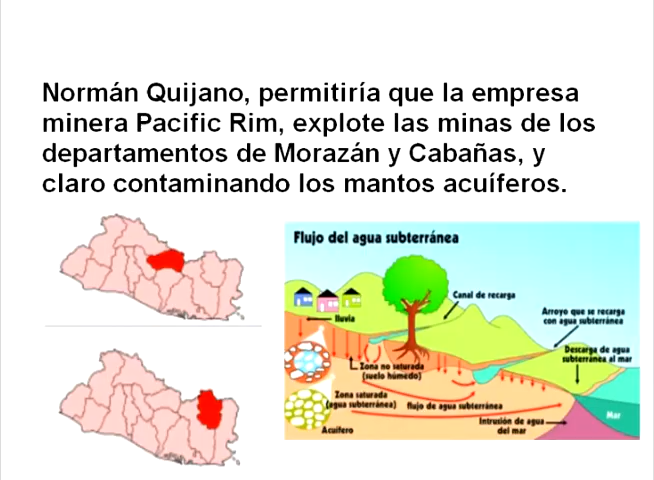 Normán Quijano, permitiría que la empresa
minera Pacific Rim, explote las minas de los
departamentos de Morazán y Cabañas, y
claro contaminando los mantos acuíferos.
Flujo del agua subterránea
Canal de recarga
lluvia
Arroyo que se recarga
con agua subterránea
Descarga de agua
subterránea al mar
Zona no saturada
(suelo húmedo)
Zona saturada
(agua subterránea)
flujo de agua subterránea
Mar
Intrusión de agua
del mar
Acuífero